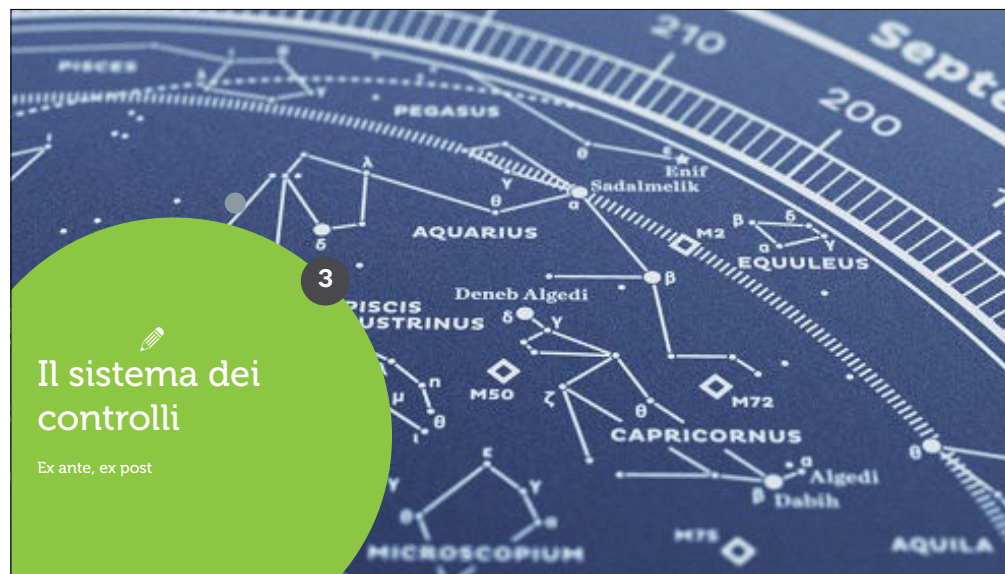 210
Septe
200
PISCES
PEGASUS
θ
ε
Enif
λ
γ
Sadalmelik
θ
α
δ
AQUARIUS
M2
β
δ
α
γ
EQUULEUS
3
β
Deneb Algedi
PISCIS
USTRINUS
δ
γ
Il sistema dei
controlli
M50
ζ
M72
μ
η
θ
ι
θ
CAPRICORNUS
θ
Ex ante, ex post
ε
α
Algedi
β
Dabih
γ
γ
θ
α
M75
MICROSCOPIUM
AQUILA